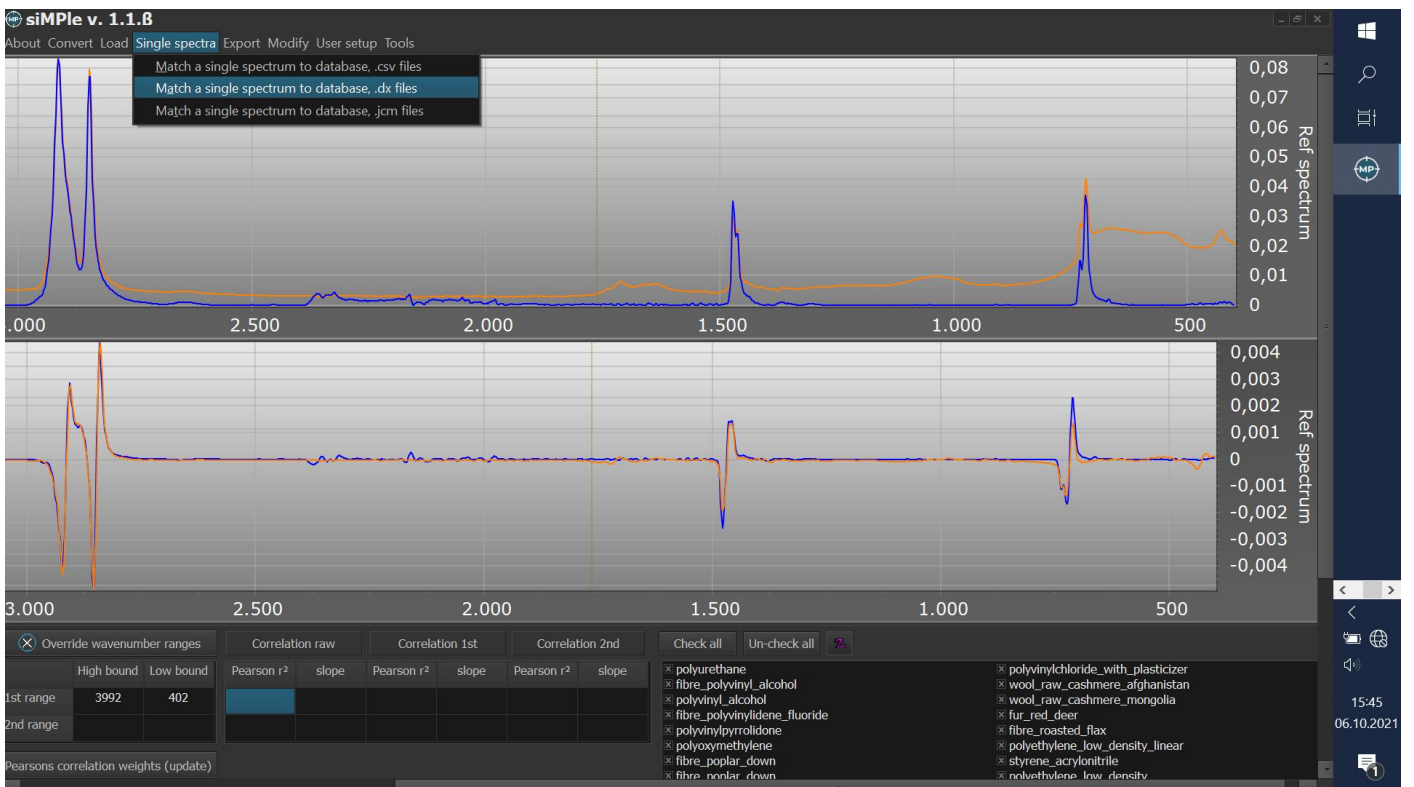 siMPle v. 1.1.ß
About Convert Load Single spectra Export Modify User setup Tools
Match a single spectrum to database, .csv files
Match a single spectrum to database, .dx files
Match a single spectrum to database, .jcm files
0,08
0,07
0,06
0,05
0,04
0,03
0,02
0,01
0
Ref spectrum
.000 2.500 2.000 1.500 1.000 500
0,004
0,003
0,002
0,001
0
-0,001
-0,002
-0,003
-0,004
Ref spectrum
3.000 2.500 2.000 1.500 1.000 500
Override wavenumber ranges Correlation raw Correlation 1st Correlation 2nd Check all Un-check all
High bound Low bound Pearson r² slope Pearson r² slope Pearson r² slope
1st range 3992 402
2nd range
Pearsons correlation weights (update)
polyurethane
fibre_polyvinyl_alcohol
polyvinyl_alcohol
fibre_polyvinylidene_fluoride
polyvinylpyrrolidone
polyoxymethylene
fibre_poplar_down
fibre_poplar_down
polyvinylchloride_with_plasticizer
wool_raw_cashmere_afghanistan
wool_raw_cashmere_mongolia
fur_red_deer
fibre_roasted_flax
polyethylene_low_density_linear
styrene_acrylonitrile
polyethylene_low_density
MP
15:45
06.10.2021
1